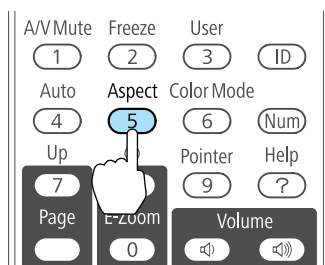 A/V Mute Freeze User
1 2 3 ID
Auto Aspect Color Mode
4 5 6 Num
Up Pointer Help
7 9 ?
Page E-Zoom Volume
0